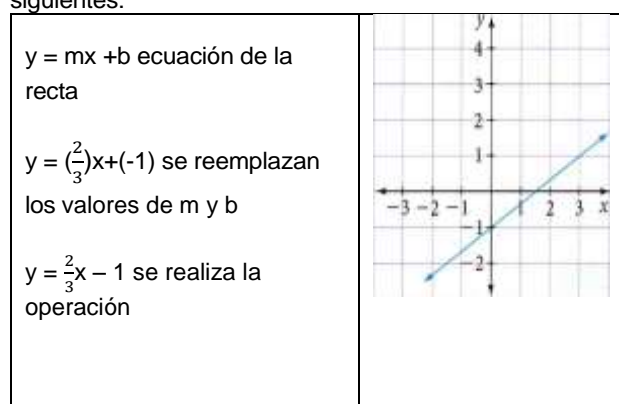 siguientes:
y = mx +b ecuación de la
recta
y = (2/3)x+(-1) se reemplazan
los valores de m y b
y = 2/3x – 1 se realiza la
operación
y
4
3
2
1
−3 −2 −1 1 2 3 x
−1
−2